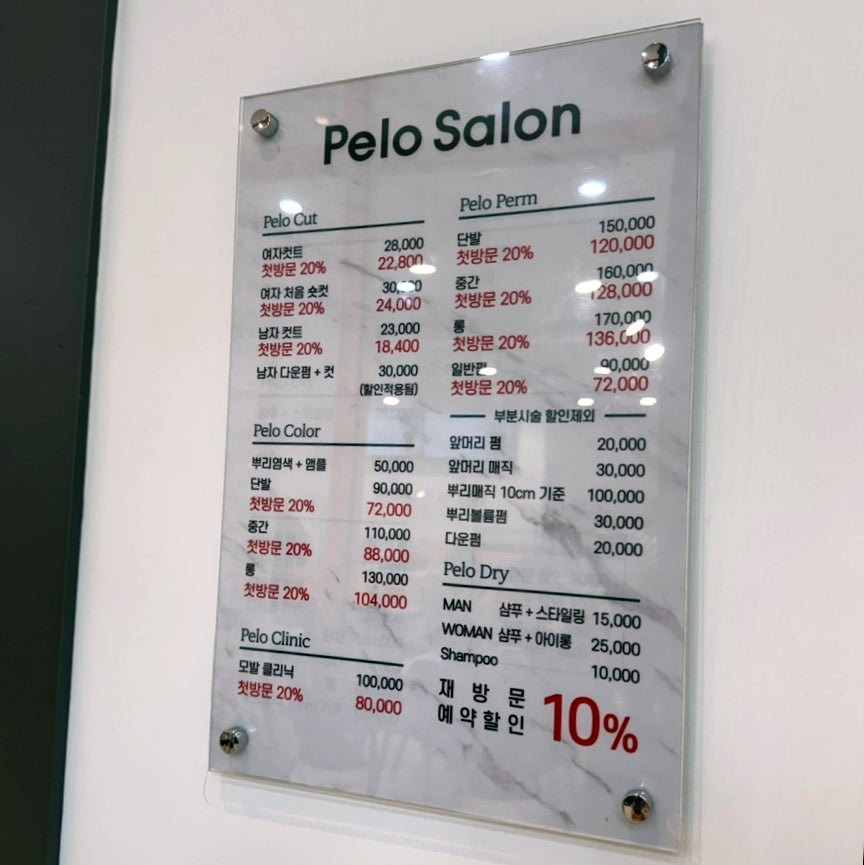 Pelo Salon
Pelo Cut
여자컷트 28,000
첫방문 20% 22,800
여자 처음 숏컷 30,000
첫방문 20% 24,000
남자 컷트 23,000
첫방문 20% 18,400
남자 다운펌 + 컷 30,000
(할인적용됨)
Pelo Color
뿌리염색 + 앰플 50,000
단발 90,000
첫방문 20% 72,000
중간 110,000
첫방문 20% 88,000
롱 130,000
첫방문 20% 104,000
Pelo Clinic
모발 클리닉 100,000
첫방문 20% 80,000
Pelo Perm
단발 150,000
첫방문 20% 120,000
중간 160,000
첫방문 20% 128,000
롱 170,000
첫방문 20% 136,000
일반펌 90,000
첫방문 20% 72,000
부분시술 할인제외
앞머리 펌 20,000
앞머리 매직 30,000
뿌리매직 10cm 기준 100,000
뿌리볼륨펌 30,000
다운펌 20,000
Pelo Dry
MAN 샴푸 + 스타일링 15,000
WOMAN 샴푸 + 아이롱 25,000
Shampoo 10,000
재 방 문
예약할인 10%